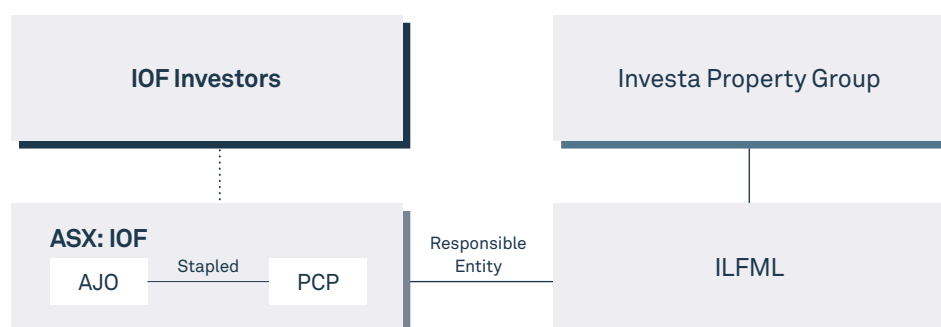 IOF Investors
Investa Property Group
ASX: IOF
AJO
Stapled
PCP
Responsible
Entity
ILFML